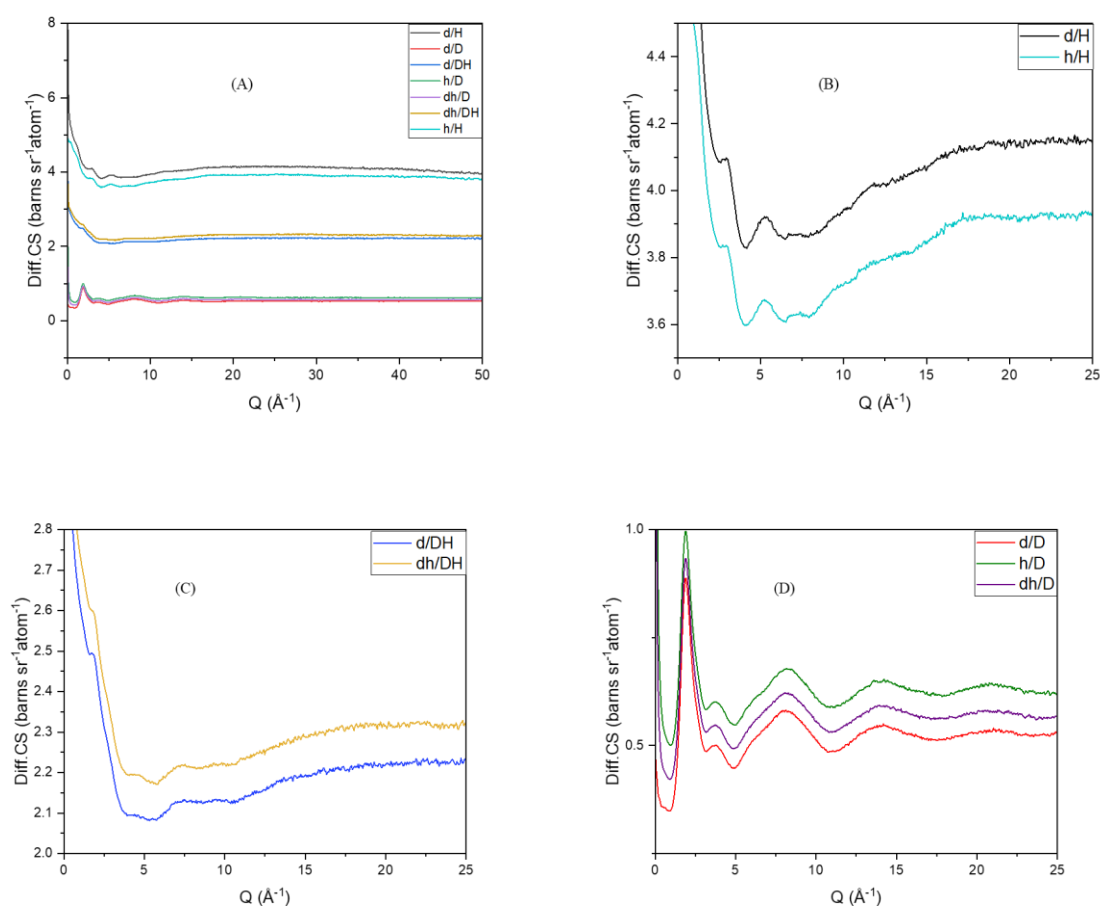 8
6
4
2
0
0 10 20 30 40 50
Diff.CS (barns sr⁻¹atom⁻¹)
Q (Å⁻¹)
(A)
d/H
d/D
d/DH
h/D
dh/D
dh/DH
h/H
4.4
4.2
4.0
3.8
3.6
0 5 10 15 20 25
Diff.CS (barns sr⁻¹atom⁻¹)
Q (Å⁻¹)
(B)
d/H
h/H
2.8
2.7
2.6
2.5
2.4
2.3
2.2
2.1
2.0
0 5 10 15 20 25
Diff.CS (barns sr⁻¹atom⁻¹)
Q (Å⁻¹)
(C)
d/DH
dh/DH
1.0
0.5
0 5 10 15 20 25
Diff.CS (barns sr⁻¹atom⁻¹)
Q (Å⁻¹)
(D)
d/D
h/D
dh/D